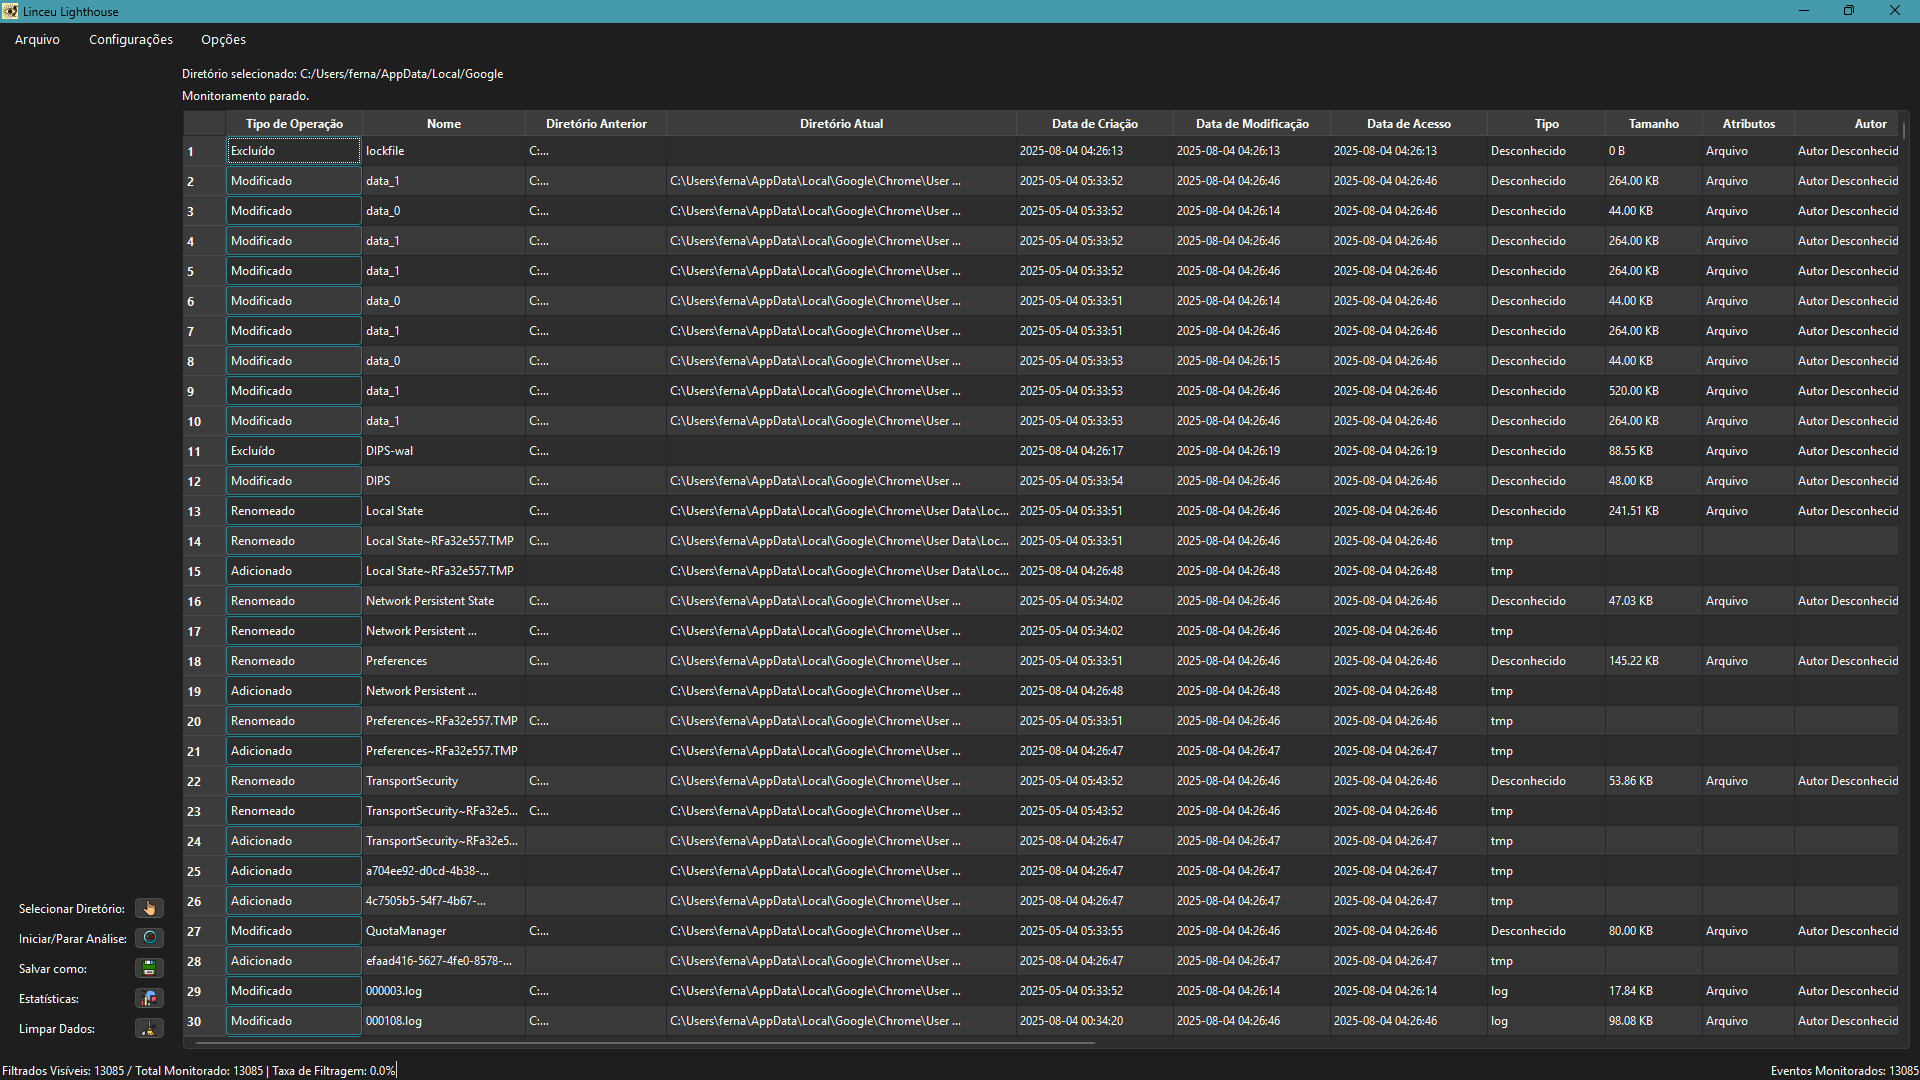 Linceu Lighthouse
Arquivo Configurações Opções
Diretório selecionado: C:/Users/ferna/AppData/Local/Google
Monitoramento parado.
Tipo de Operação Nome Diretório Anterior Diretório Atual Data de Criação Data de Modificação Data de Acesso Tipo Tamanho Atributos Autor
1 Excluído lockfile C:... 2025-08-04 04:26:13 2025-08-04 04:26:13 2025-08-04 04:26:13 Desconhecido 0 B Arquivo Autor Desconhecid
2 Modificado data_1 C:... C:\Users\ferna\AppData\Local\Google\Chrome\User ... 2025-05-04 05:33:52 2025-08-04 04:26:46 2025-08-04 04:26:46 Desconhecido 264.00 KB Arquivo Autor Desconhecid
3 Modificado data_0 C:... C:\Users\ferna\AppData\Local\Google\Chrome\User ... 2025-05-04 05:33:52 2025-08-04 04:26:14 2025-08-04 04:26:46 Desconhecido 44.00 KB Arquivo Autor Desconhecid
4 Modificado data_1 C:... C:\Users\ferna\AppData\Local\Google\Chrome\User ... 2025-05-04 05:33:52 2025-08-04 04:26:46 2025-08-04 04:26:46 Desconhecido 264.00 KB Arquivo Autor Desconhecid
5 Modificado data_1 C:... C:\Users\ferna\AppData\Local\Google\Chrome\User ... 2025-05-04 05:33:52 2025-08-04 04:26:46 2025-08-04 04:26:46 Desconhecido 264.00 KB Arquivo Autor Desconhecid
6 Modificado data_0 C:... C:\Users\ferna\AppData\Local\Google\Chrome\User ... 2025-05-04 05:33:51 2025-08-04 04:26:14 2025-08-04 04:26:46 Desconhecido 44.00 KB Arquivo Autor Desconhecid
7 Modificado data_1 C:... C:\Users\ferna\AppData\Local\Google\Chrome\User ... 2025-05-04 05:33:51 2025-08-04 04:26:46 2025-08-04 04:26:46 Desconhecido 264.00 KB Arquivo Autor Desconhecid
8 Modificado data_0 C:... C:\Users\ferna\AppData\Local\Google\Chrome\User ... 2025-05-04 05:33:53 2025-08-04 04:26:15 2025-08-04 04:26:46 Desconhecido 44.00 KB Arquivo Autor Desconhecid
9 Modificado data_1 C:... C:\Users\ferna\AppData\Local\Google\Chrome\User ... 2025-05-04 05:33:53 2025-08-04 04:26:46 2025-08-04 04:26:46 Desconhecido 520.00 KB Arquivo Autor Desconhecid
10 Modificado data_1 C:... C:\Users\ferna\AppData\Local\Google\Chrome\User ... 2025-05-04 05:33:53 2025-08-04 04:26:46 2025-08-04 04:26:46 Desconhecido 264.00 KB Arquivo Autor Desconhecid
11 Excluído DIPS-wal C:... 2025-08-04 04:26:17 2025-08-04 04:26:19 2025-08-04 04:26:19 Desconhecido 88.55 KB Arquivo Autor Desconhecid
12 Modificado DIPS C:... C:\Users\ferna\AppData\Local\Google\Chrome\User ... 2025-05-04 05:33:54 2025-08-04 04:26:46 2025-08-04 04:26:46 Desconhecido 48.00 KB Arquivo Autor Desconhecid
13 Renomeado Local State C:... C:\Users\ferna\AppData\Local\Google\Chrome\User Data\Loc... 2025-05-04 05:33:51 2025-08-04 04:26:46 2025-08-04 04:26:46 Desconhecido 241.51 KB Arquivo Autor Desconhecid
14 Renomeado Local State~RFa32e557.TMP C:... C:\Users\ferna\AppData\Local\Google\Chrome\User Data\Loc... 2025-05-04 05:33:51 2025-08-04 04:26:46 2025-08-04 04:26:46 tmp
15 Adicionado Local State~RFa32e557.TMP C:\Users\ferna\AppData\Local\Google\Chrome\User Data\Loc... 2025-08-04 04:26:48 2025-08-04 04:26:48 2025-08-04 04:26:48 tmp
16 Renomeado Network Persistent State C:... C:\Users\ferna\AppData\Local\Google\Chrome\User ... 2025-05-04 05:34:02 2025-08-04 04:26:46 2025-08-04 04:26:46 Desconhecido 47.03 KB Arquivo Autor Desconhecid
17 Renomeado Network Persistent ... C:... C:\Users\ferna\AppData\Local\Google\Chrome\User ... 2025-05-04 05:34:02 2025-08-04 04:26:46 2025-08-04 04:26:46 tmp
18 Renomeado Preferences C:... C:\Users\ferna\AppData\Local\Google\Chrome\User ... 2025-05-04 05:33:51 2025-08-04 04:26:46 2025-08-04 04:26:46 Desconhecido 145.22 KB Arquivo Autor Desconhecid
19 Adicionado Network Persistent ... C:\Users\ferna\AppData\Local\Google\Chrome\User ... 2025-08-04 04:26:48 2025-08-04 04:26:48 2025-08-04 04:26:48 tmp
20 Renomeado Preferences~RFa32e557.TMP C:... C:\Users\ferna\AppData\Local\Google\Chrome\User ... 2025-05-04 05:33:51 2025-08-04 04:26:46 2025-08-04 04:26:46 tmp
21 Adicionado Preferences~RFa32e557.TMP C:\Users\ferna\AppData\Local\Google\Chrome\User ... 2025-08-04 04:26:47 2025-08-04 04:26:47 2025-08-04 04:26:47 tmp
22 Renomeado TransportSecurity C:... C:\Users\ferna\AppData\Local\Google\Chrome\User ... 2025-05-04 05:43:52 2025-08-04 04:26:46 2025-08-04 04:26:46 Desconhecido 53.86 KB Arquivo Autor Desconhecid
23 Renomeado TransportSecurity~RFa32e5... C:... C:\Users\ferna\AppData\Local\Google\Chrome\User ... 2025-05-04 05:43:52 2025-08-04 04:26:46 2025-08-04 04:26:46 tmp
24 Adicionado TransportSecurity~RFa32e5... C:\Users\ferna\AppData\Local\Google\Chrome\User ... 2025-08-04 04:26:47 2025-08-04 04:26:47 2025-08-04 04:26:47 tmp
25 Adicionado a704ee92-d0cd-4b38-... C:\Users\ferna\AppData\Local\Google\Chrome\User ... 2025-08-04 04:26:47 2025-08-04 04:26:47 2025-08-04 04:26:47 tmp
26 Adicionado 4c7505b5-54f7-4b67-... C:\Users\ferna\AppData\Local\Google\Chrome\User ... 2025-08-04 04:26:47 2025-08-04 04:26:47 2025-08-04 04:26:47 tmp
27 Modificado QuotaManager C:... C:\Users\ferna\AppData\Local\Google\Chrome\User ... 2025-05-04 05:33:55 2025-08-04 04:26:46 2025-08-04 04:26:46 Desconhecido 80.00 KB Arquivo Autor Desconhecid
28 Adicionado efaad416-5627-4fe0-8578-... C:\Users\ferna\AppData\Local\Google\Chrome\User ... 2025-08-04 04:26:47 2025-08-04 04:26:47 2025-08-04 04:26:47 tmp
29 Modificado 000003.log C:... C:\Users\ferna\AppData\Local\Google\Chrome\User ... 2025-05-04 05:33:52 2025-08-04 04:26:14 2025-08-04 04:26:14 log 17.84 KB Arquivo Autor Desconhecid
30 Modificado 000108.log C:... C:\Users\ferna\AppData\Local\Google\Chrome\User ... 2025-08-04 00:34:20 2025-08-04 04:26:46 2025-08-04 04:26:46 log 98.08 KB Arquivo Autor Desconhecid
Selecionar Diretório:
Iniciar/Parar Análise:
Salvar como:
Estatísticas:
Limpar Dados:
Filtrados Visíveis: 13085 / Total Monitorado: 13085 | Taxa de Filtragem: 0.0%
Eventos Monitorados: 13085